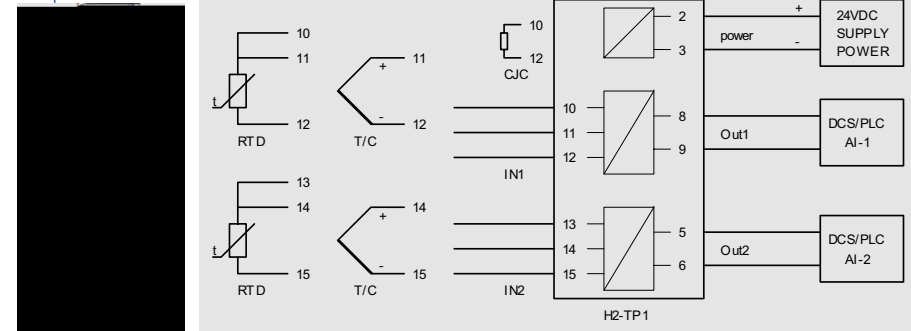 10
11
t
12
RTD
+
11
-
12
T/C
10
12
CJC
2
3
power
+
-
24VDC
SUPPLY
POWER
10
11
12
IN1
8
9
Out1
DCS/PLC
AI-1
13
14
t
15
RTD
+
14
-
15
T/C
13
14
15
IN2
5
6
Out2
DCS/PLC
AI-2
H2-TP1